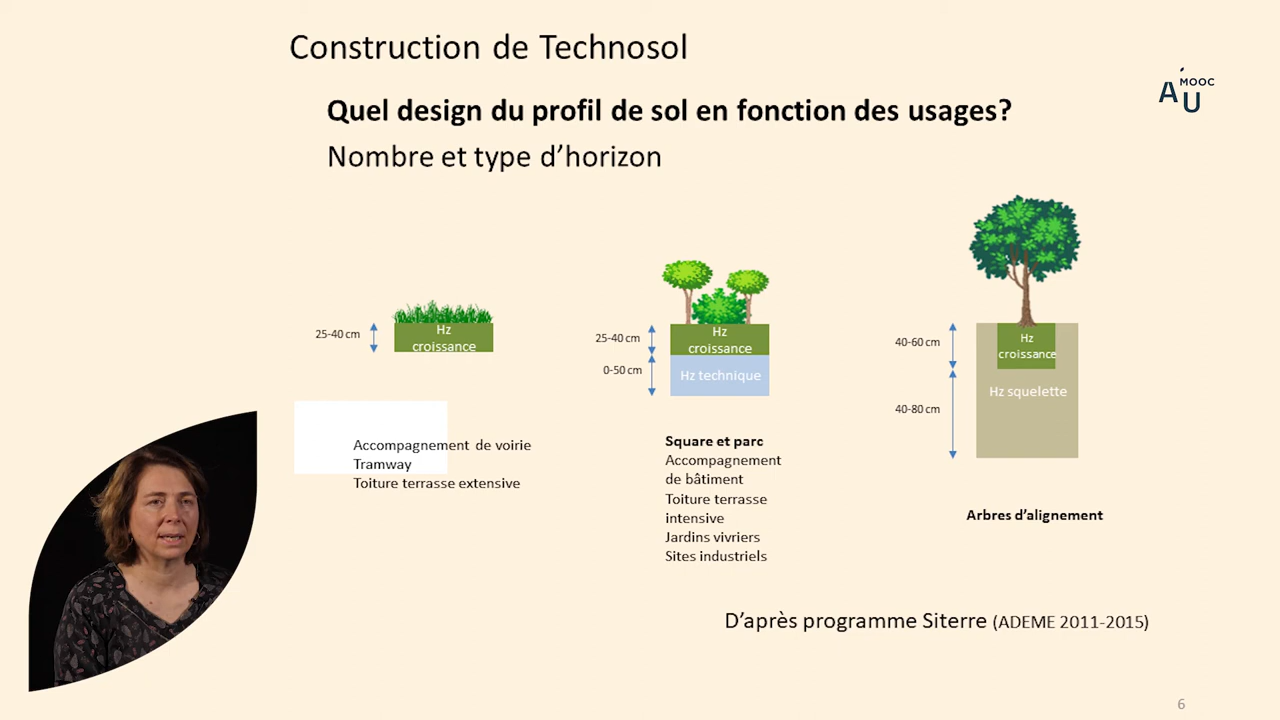 Construction de Technosol
MOOC
AU
Quel design du profil de sol en fonction des usages?
Nombre et type d’horizon
25-40 cm
Hz
croissance
Accompagnement de voirie
Tramway
Toiture terrasse extensive
25-40 cm
0-50 cm
Hz
croissance
Hz technique
Square et parc
Accompagnement
de bâtiment
Toiture terrasse
intensive
Jardins vivriers
Sites industriels
40-60 cm
40-80 cm
Hz
croissance
Hz squelette
Arbres d’alignement
D’après programme Siterre (ADEME 2011-2015)
6